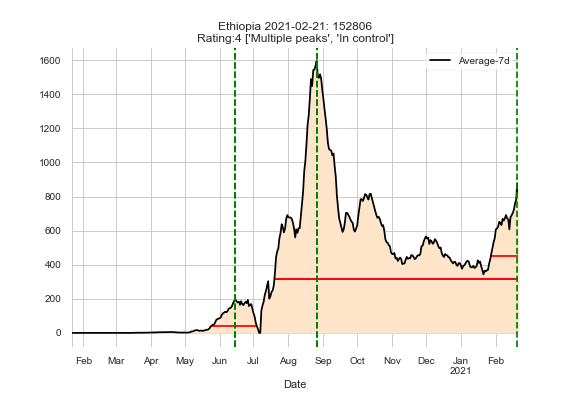 Ethiopia 2021-02-21: 152806
Rating:4 ['Multiple peaks', 'In control']
Average-7d
1600
1400
1200
1000
800
600
400
200
0
Feb Mar Apr May Jun Jul Aug Sep Oct Nov Dec Jan Feb
2021
Date